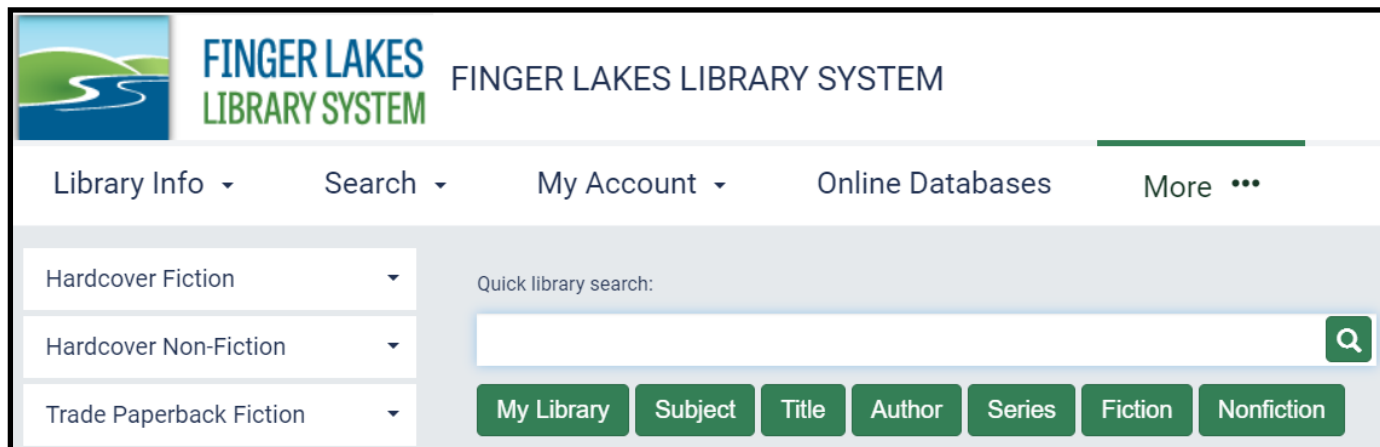 FINGER LAKES
LIBRARY SYSTEM
FINGER LAKES LIBRARY SYSTEM
Library Info
Search
My Account
Online Databases
More •••
Hardcover Fiction
Hardcover Non-Fiction
Trade Paperback Fiction
Quick library search:
My Library
Subject
Title
Author
Series
Fiction
Nonfiction